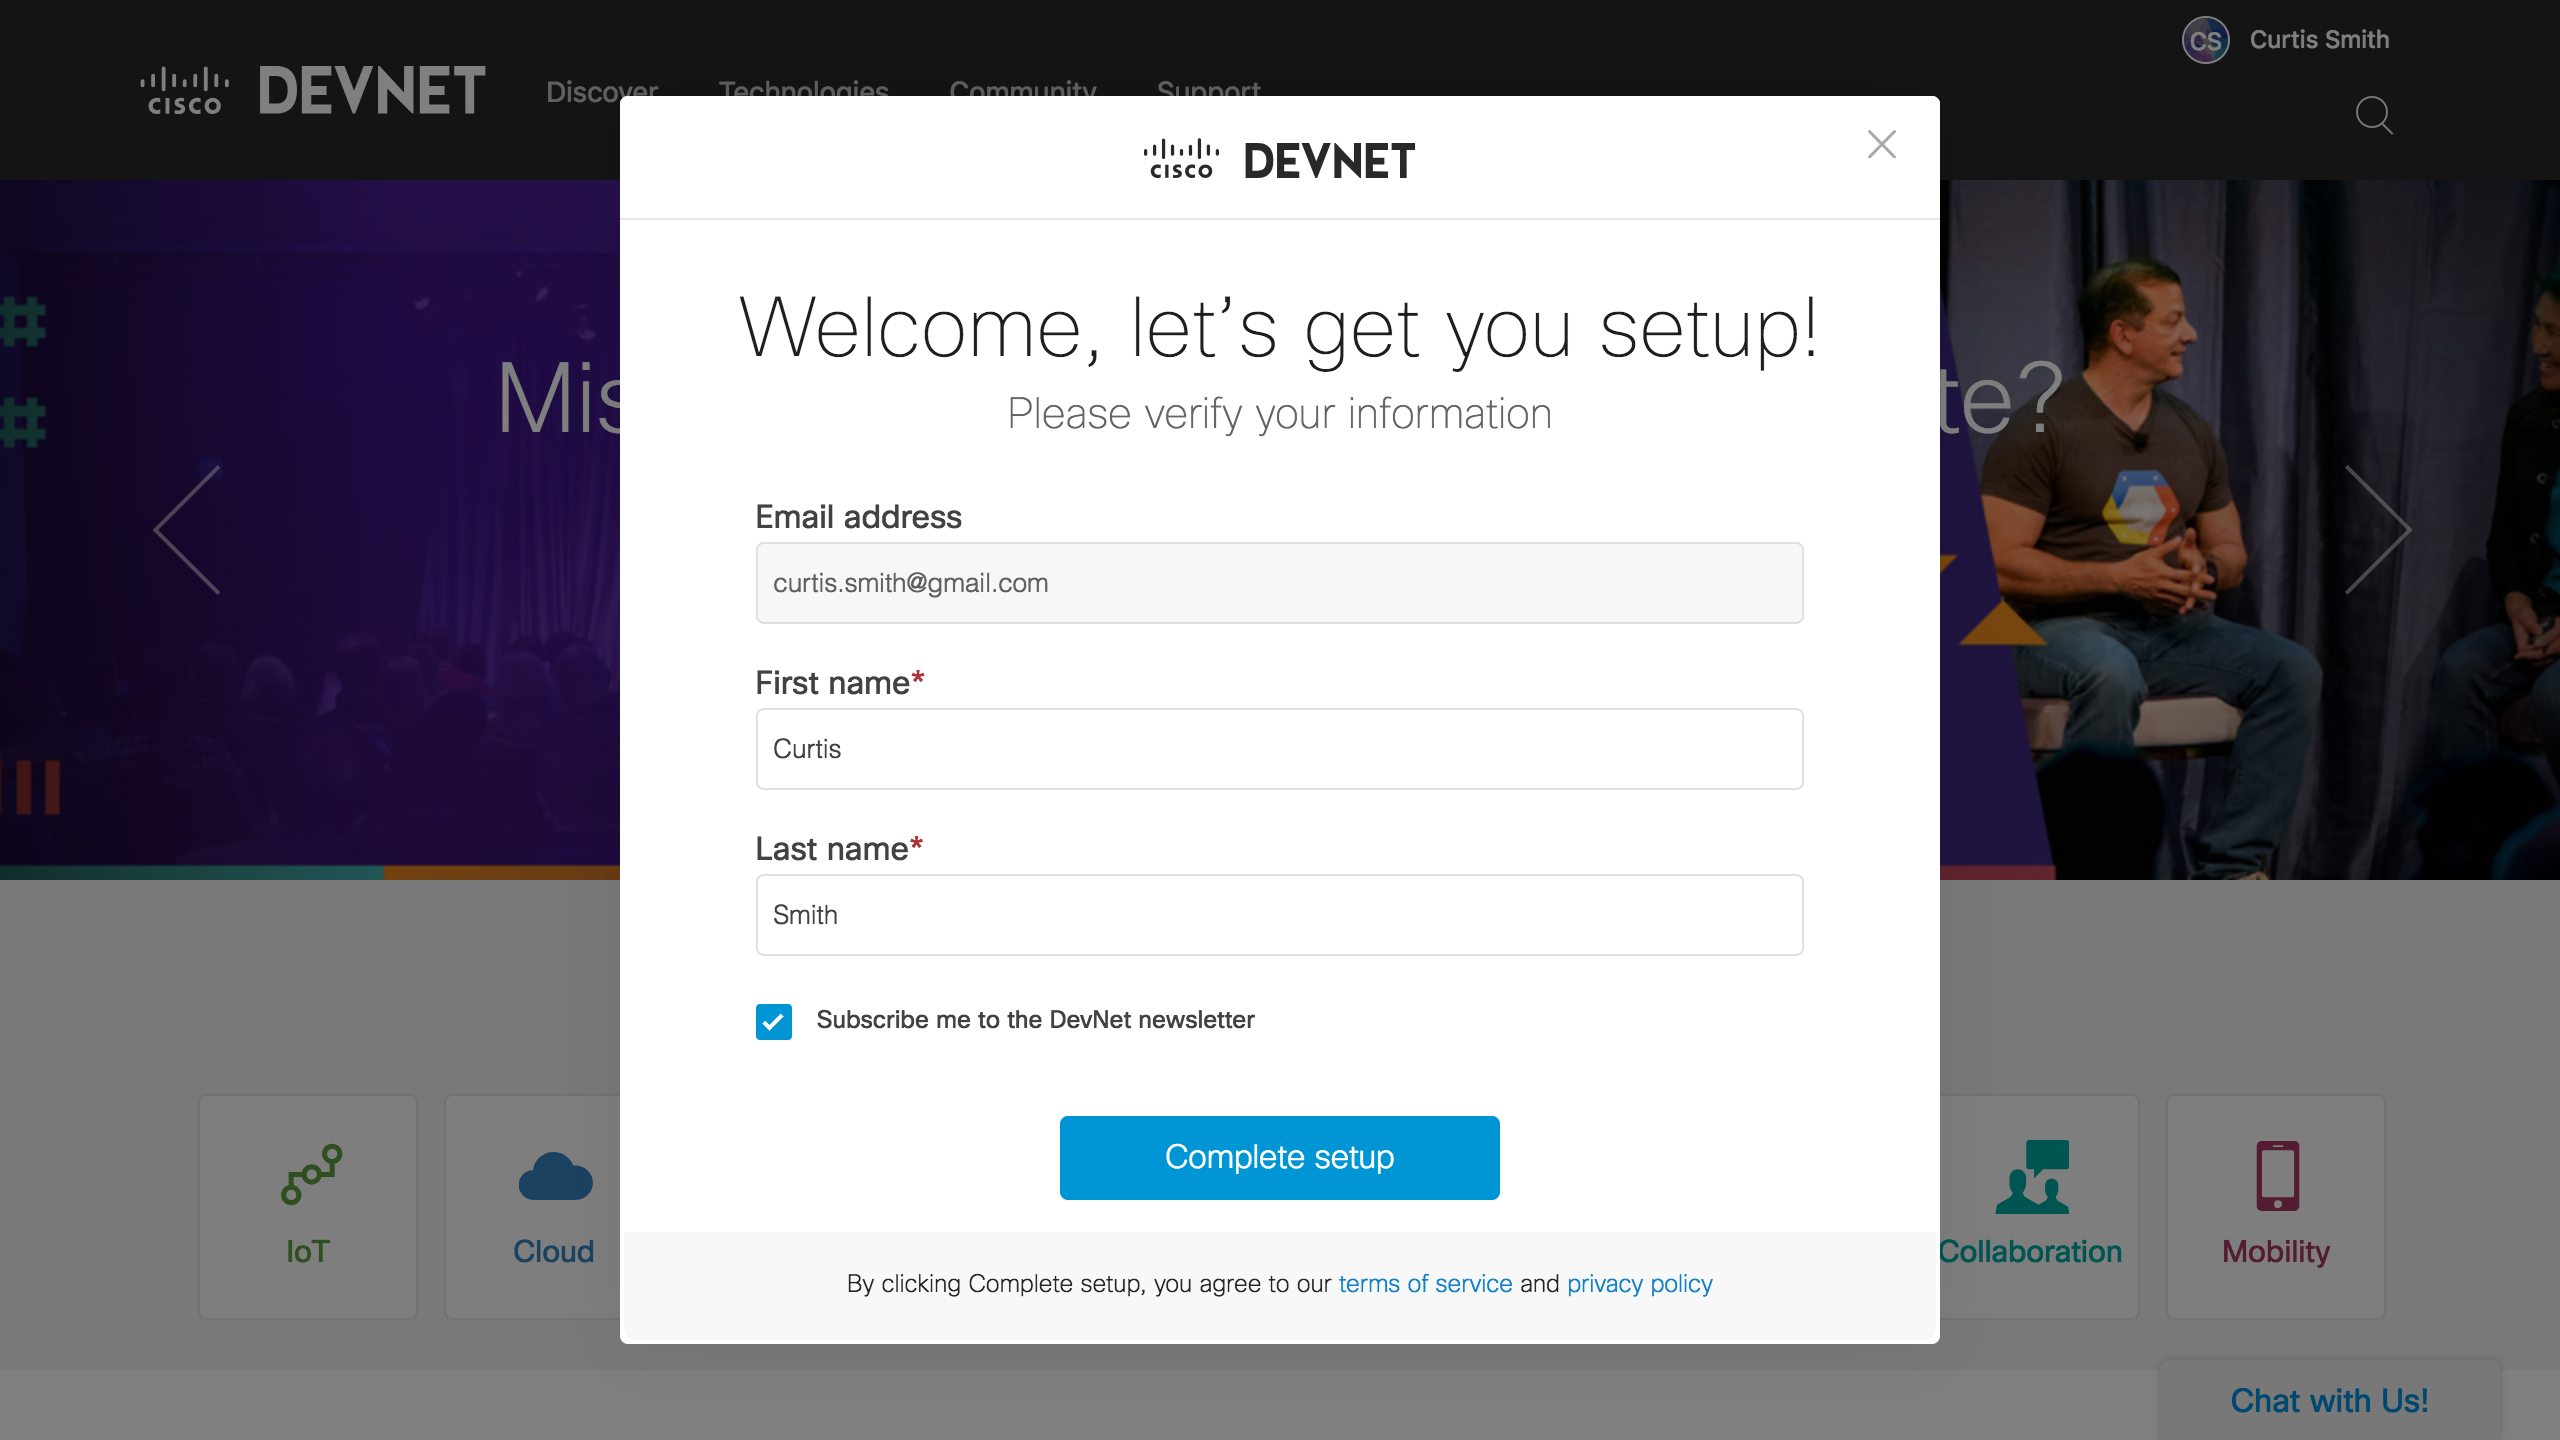 CS Curtis Smith
CISCO DEVNET Discover Technologies Community Support
CISCO DEVNET
Welcome, let's get you setup!
Please verify your information
Email address
curtis.smith@gmail.com
First name*
Curtis
Last name*
Smith
Subscribe me to the DevNet newsletter
Complete setup
IoT
Cloud
Collaboration
Mobility
By clicking Complete setup, you agree to our terms of service and privacy policy
Chat with Us!